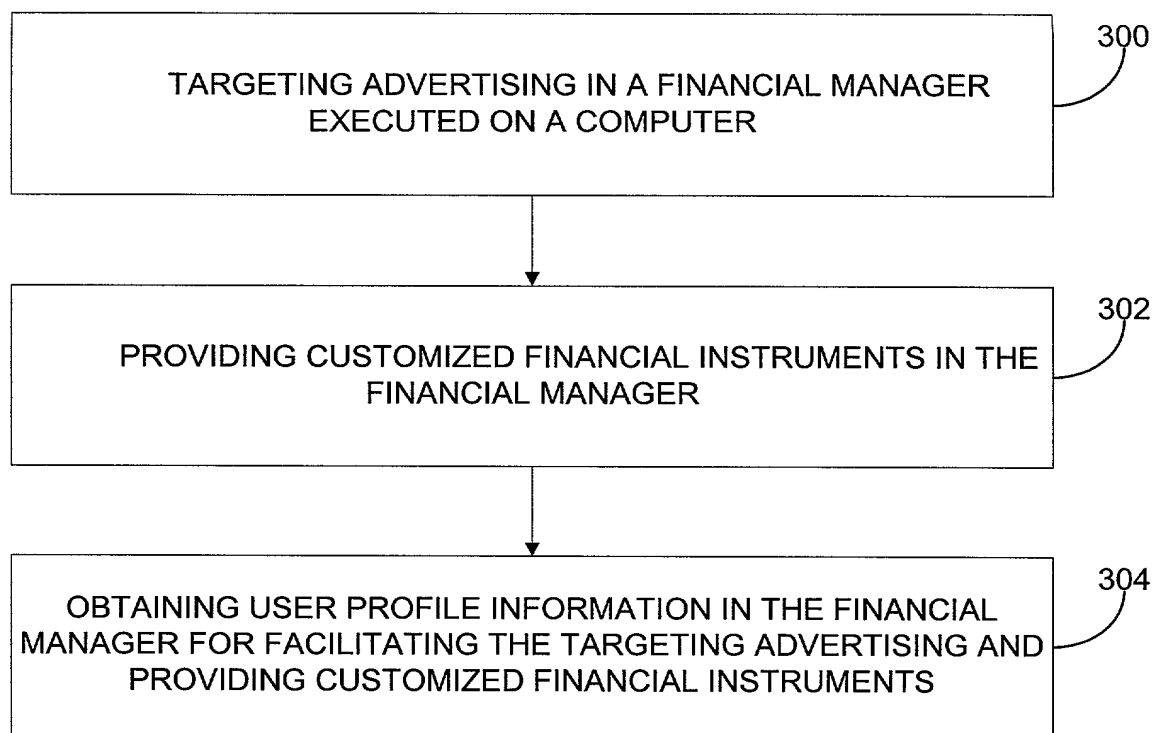 300
TARGETING ADVERTISING IN A FINANCIAL MANAGER
EXECUTED ON A COMPUTER
302
PROVIDING CUSTOMIZED FINANCIAL INSTRUMENTS IN THE
FINANCIAL MANAGER
304
OBTAINING USER PROFILE INFORMATION IN THE FINANCIAL
MANAGER FOR FACILITATING THE TARGETING ADVERTISING AND
PROVIDING CUSTOMIZED FINANCIAL INSTRUMENTS